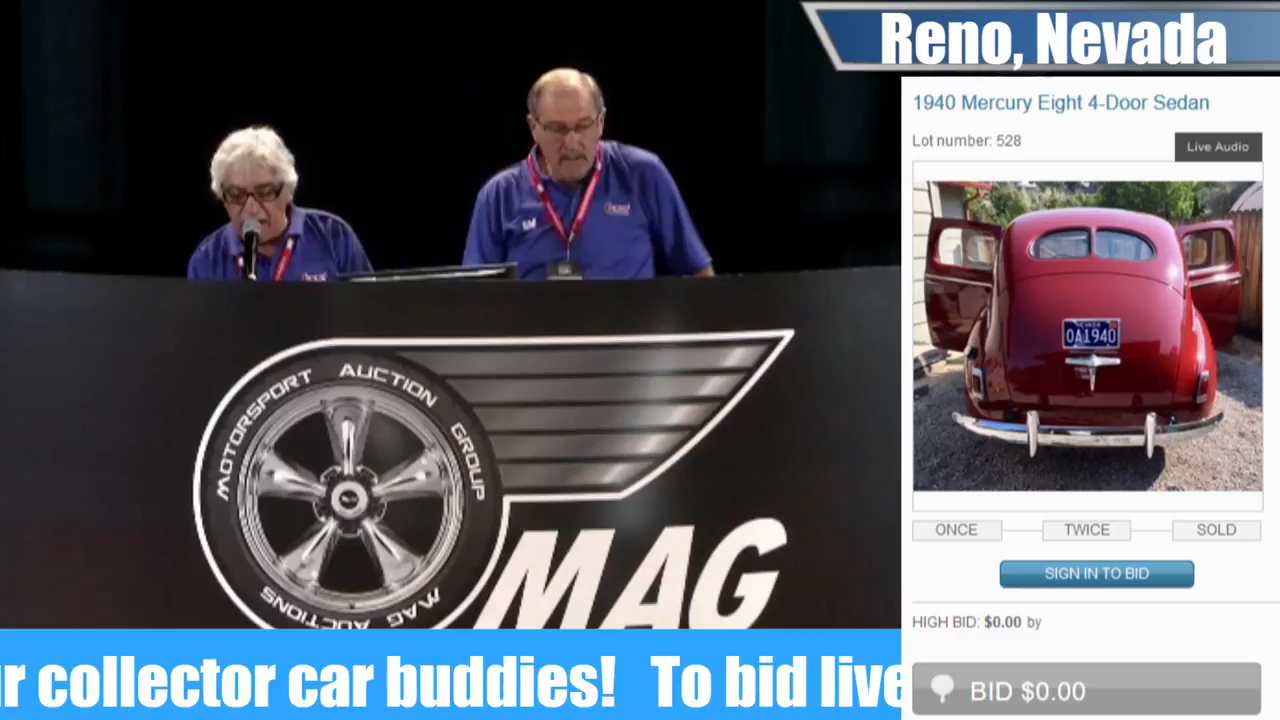 Reno, Nevada
1940 Mercury Eight 4-Door Sedan
Lot number: 528
Live Audio
NEVADA
0A1940
ONCE
TWICE
SOLD
SIGN IN TO BID
HIGH BID: $0.00 by
BID $0.00
MOTORSPORT AUCTION GROUP
MAG AUCTIONS
MAG
r collector car buddies! To bid live